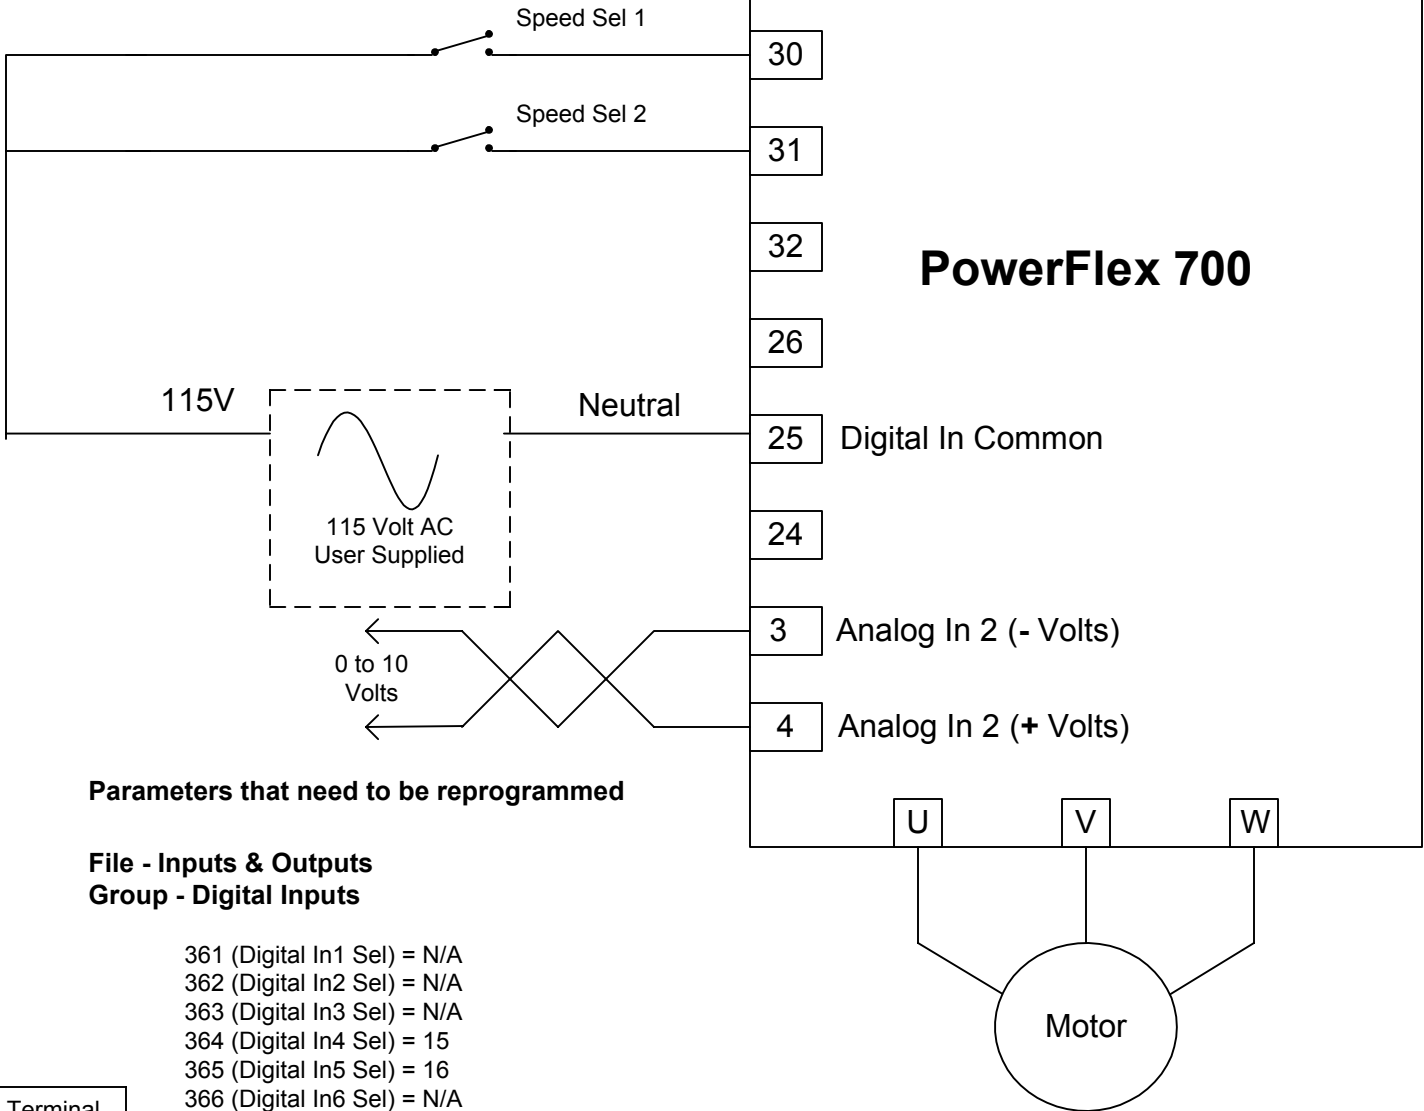 Speed Sel 1
30
Speed Sel 2
31
32
PowerFlex 700
26
115V
Neutral
25
Digital In Common
115 Volt AC
User Supplied
24
3
Analog In 2 (- Volts)
0 to 10
Volts
4
Analog In 2 (+ Volts)
Parameters that need to be reprogrammed
U
V
W
File - Inputs & Outputs
Group - Digital Inputs
361 (Digital In1 Sel) = N/A
362 (Digital In2 Sel) = N/A
363 (Digital In3 Sel) = N/A
364 (Digital In4 Sel) = 15
365 (Digital In5 Sel) = 16
366 (Digital In6 Sel) = N/A
Motor
Terminal